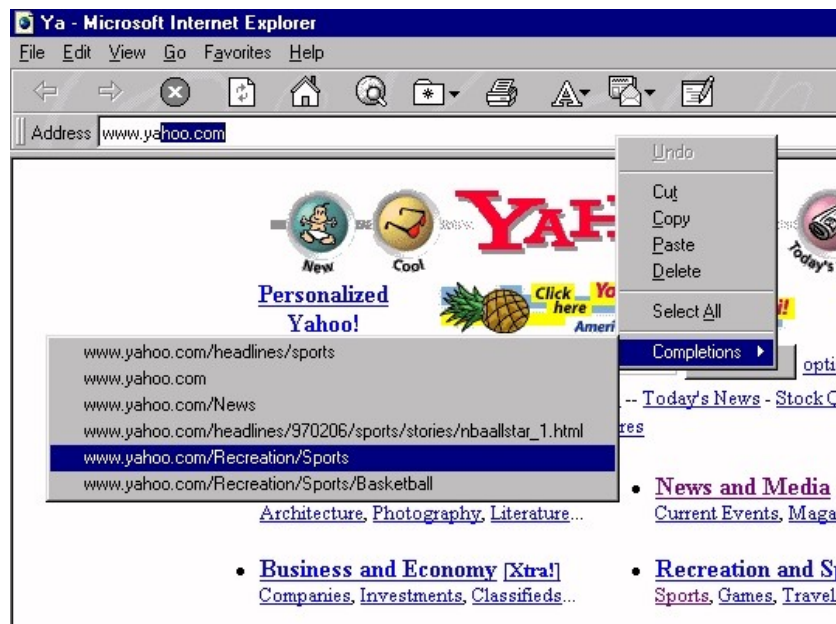 Ya - Microsoft Internet Explorer
File Edit View Go Favorites Help
Address www.yahoo.com
Undo
Cut
Copy
Paste
Delete
Select All
Completions
New
Cool
Today's
Personalized
Yahoo!
Click
here
www.yahoo.com/headlines/sports
www.yahoo.com
www.yahoo.com/News
www.yahoo.com/headlines/970206/sports/stories/nbaallstar_1.html
www.yahoo.com/Recreation/Sports
www.yahoo.com/Recreation/Sports/Basketball
-- Today's News - Stock
Architecture, Photography, Literature...
News and Media
Current Events,
Business and Economy [Xtra!]
Companies, Investments, Classifieds...
Recreation and
Sports, Games, Travel